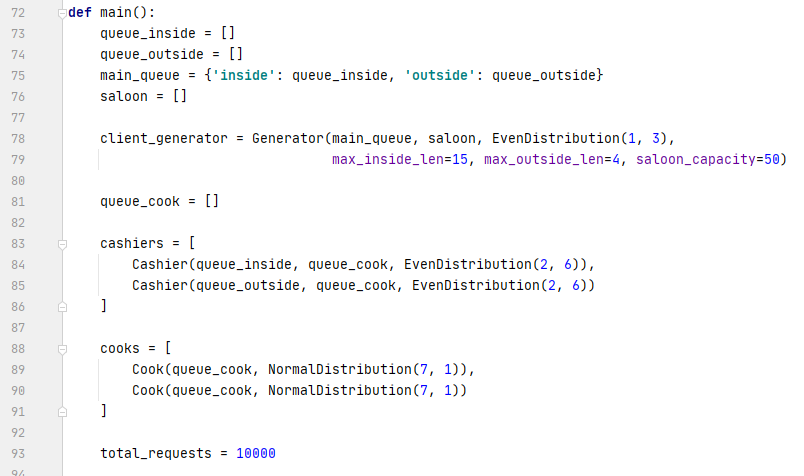 72 def main():
73     queue_inside = []
74     queue_outside = []
75     main_queue = {'inside': queue_inside, 'outside': queue_outside}
76     saloon = []
77
78     client_generator = Generator(main_queue, saloon, EvenDistribution(1, 3),
79                                  max_inside_len=15, max_outside_len=4, saloon_capacity=50)
80
81     queue_cook = []
82
83     cashiers = [
84         Cashier(queue_inside, queue_cook, EvenDistribution(2, 6)),
85         Cashier(queue_outside, queue_cook, EvenDistribution(2, 6))
86     ]
87
88     cooks = [
89         Cook(queue_cook, NormalDistribution(7, 1)),
90         Cook(queue_cook, NormalDistribution(7, 1))
91     ]
92
93     total_requests = 10000
94